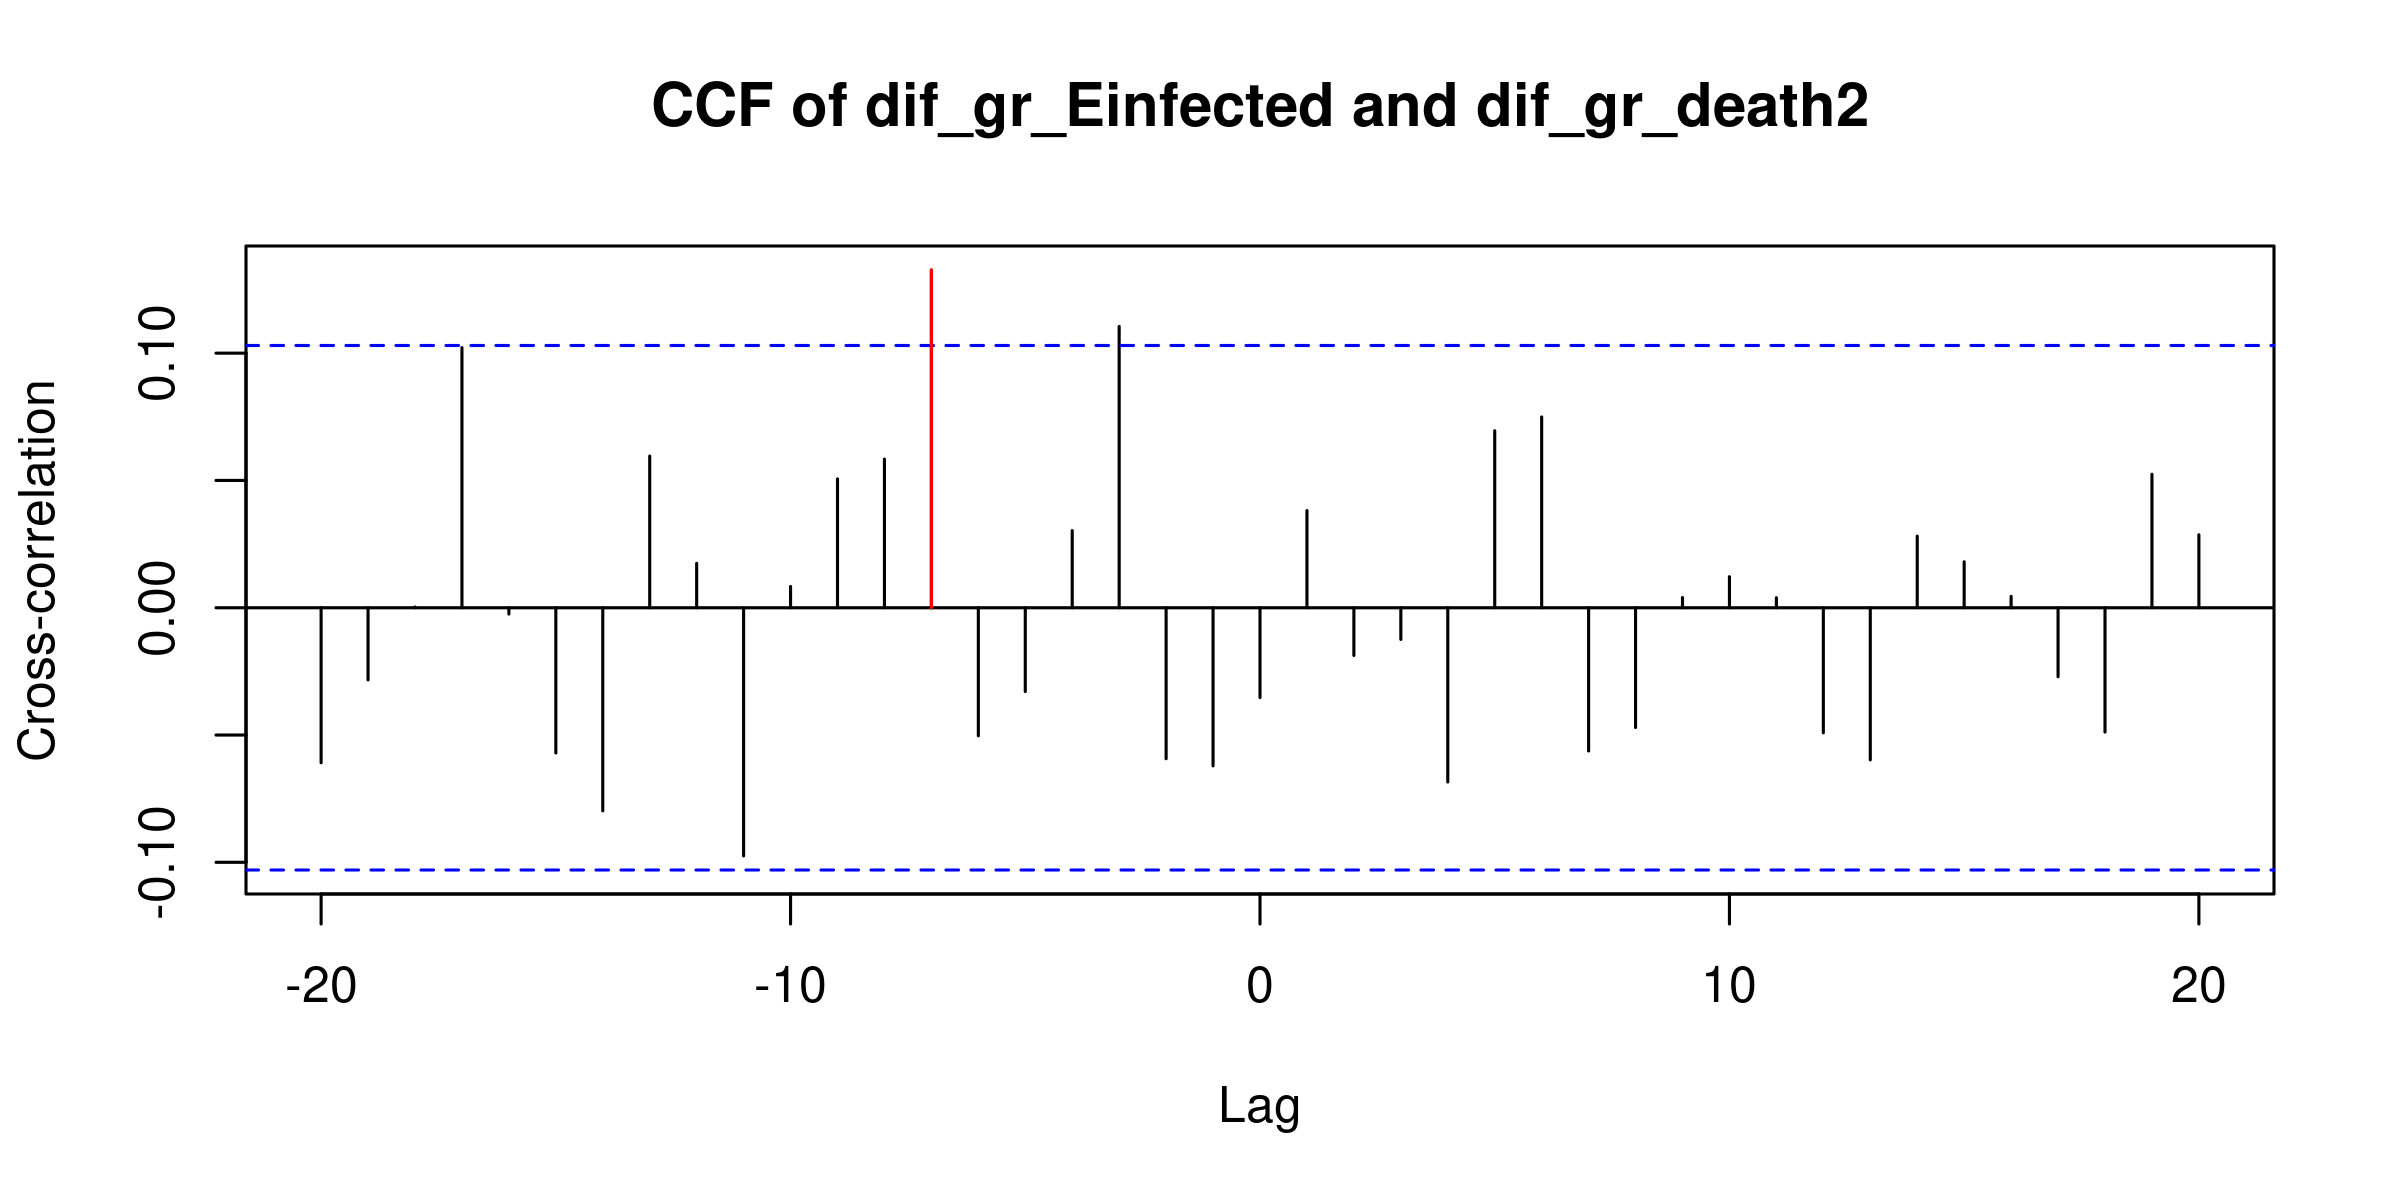 CCF of dif_gr_Einfected and dif_gr_death2
Cross-correlation
0.10
0.00
-0.10
-20 -10 0 10 20
Lag